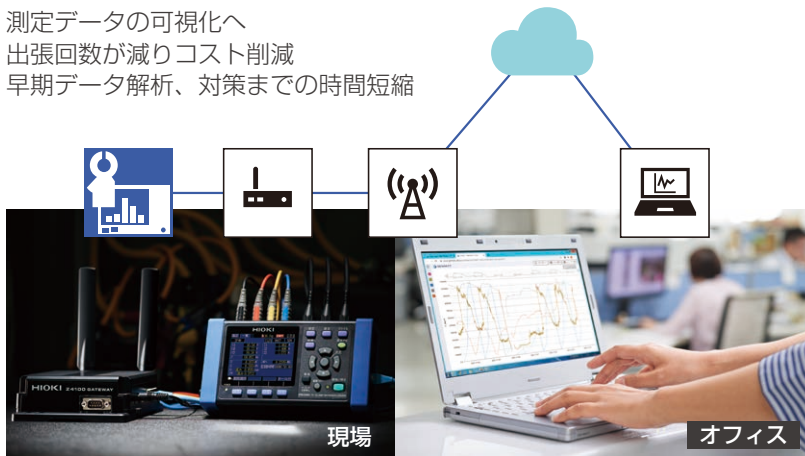 測定データの可視化へ
出張回数が減りコスト削減
早期データ解析、対策までの時間短縮
HIOKI
HIOKI Z4100 GATEWAY
現場
オフィス